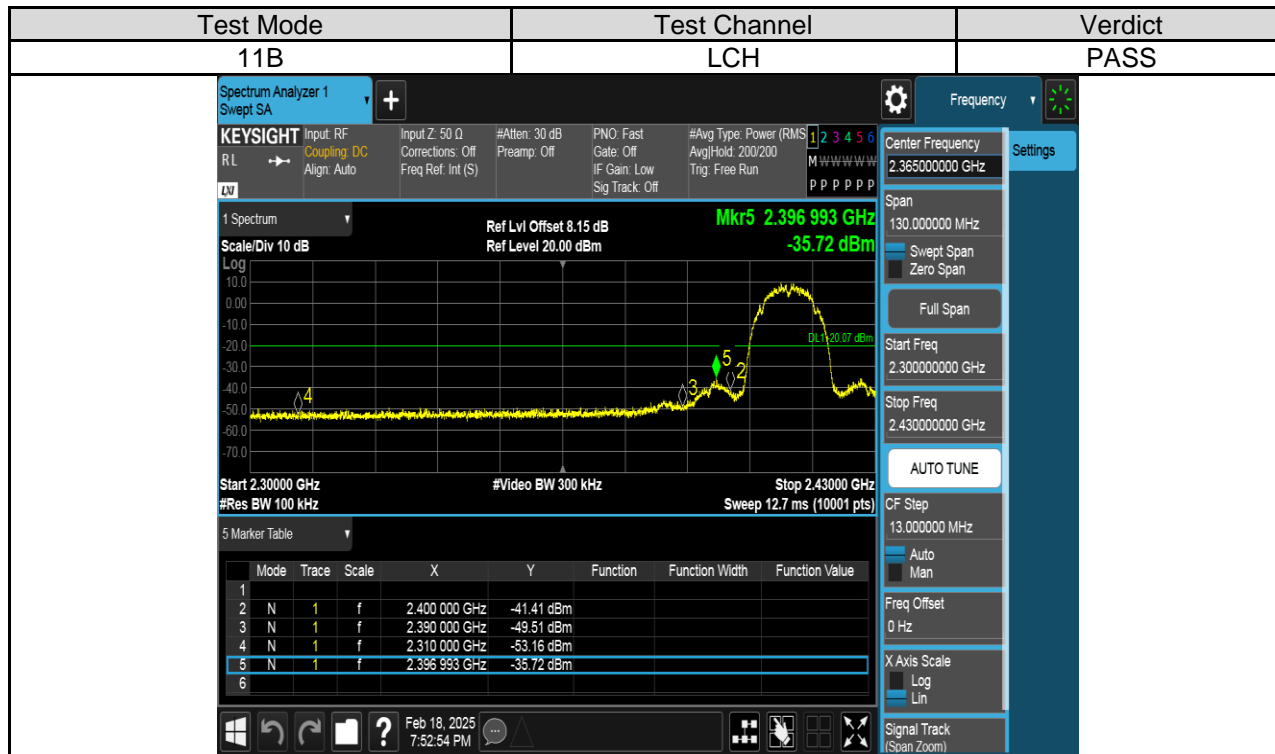 Test Mode Test Channel Verdict
11B LCH PASS
Spectrum Analyzer 1
Swept SA
+
Frequency
KEYSIGHT Input: RF Input Z: 50 Ω #Atten: 30 dB PNO: Fast #Avg Type: Power (RMS 1 2 3 4 5 6
RL Coupling: DC Corrections: Off Preamp: Off Gate: Off Avg|Hold: 200/200 M W W W W W
Align: Auto Freq Ref: Int (S) IF Gain: Low Trig: Free Run
LXI Sig Track: Off P P P P P P
1 Spectrum
Ref Lvl Offset 8.15 dB
Mkr5 2.396 993 GHz
Scale/Div 10 dB Ref Level 20.00 dBm -35.72 dBm
Log
10.0
0.00
-10.0
-20.0
DL1 -20.07 dBm
-30.0
-40.0
-50.0
-60.0
-70.0
4
3
5
2
Start 2.30000 GHz #Video BW 300 kHz Stop 2.43000 GHz
#Res BW 100 kHz Sweep 12.7 ms (10001 pts)
5 Marker Table
Mode Trace Scale X Y Function Function Width Function Value
1
2 N 1 f 2.400 000 GHz -41.41 dBm
3 N 1 f 2.390 000 GHz -49.51 dBm
4 N 1 f 2.310 000 GHz -53.16 dBm
5 N 1 f 2.396 993 GHz -35.72 dBm
6
?
Feb 18, 2025
7:52:54 PM
Center Frequency
2.365000000 GHz
Settings
Span
130.000000 MHz
Swept Span
Zero Span
Full Span
Start Freq
2.300000000 GHz
Stop Freq
2.430000000 GHz
AUTO TUNE
CF Step
13.000000 MHz
Auto
Man
Freq Offset
0 Hz
X Axis Scale
Log
Lin
Signal Track
(Span Zoom)